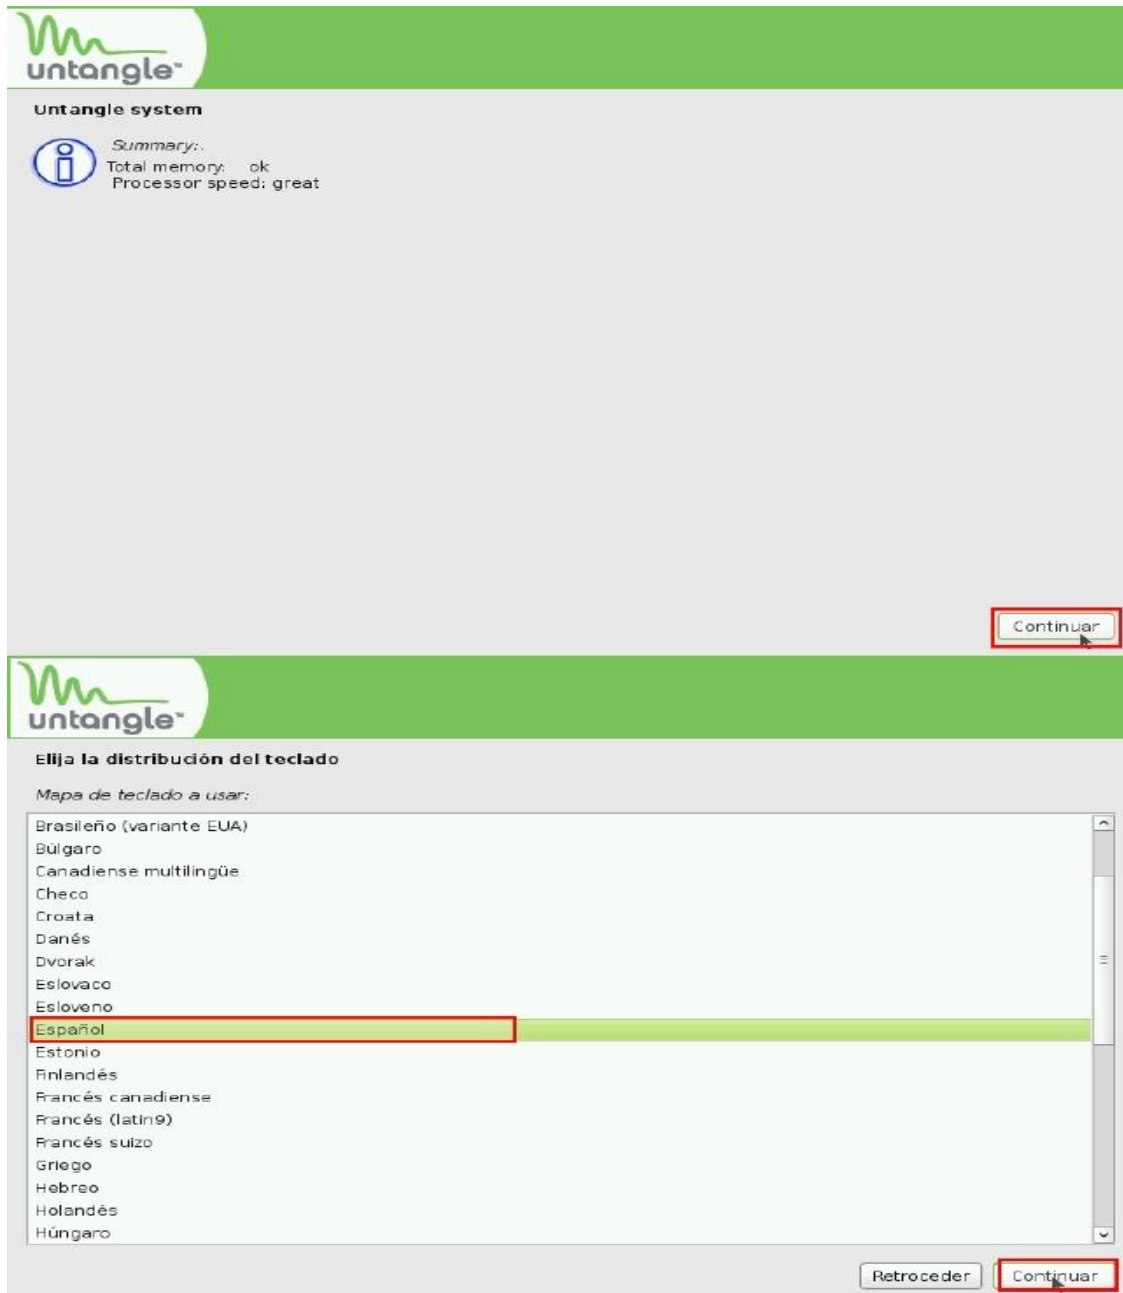 untangle™
Untangle system
Summary:.
Total memory: ok
Processor speed: great
Continuar
untangle™
Elija la distribución del teclado
Mapa de teclado a usar:
Brasileño (variante EUA)
Búlgaro
Canadiense multilingüe
Checo
Croata
Danés
Dvorak
Eslovaco
Esloveno
Español
Estonio
Finlandés
Francés canadiense
Francés (latin9)
Francés suizo
Griego
Hebreo
Holandés
Húngaro
Retroceder Continuar